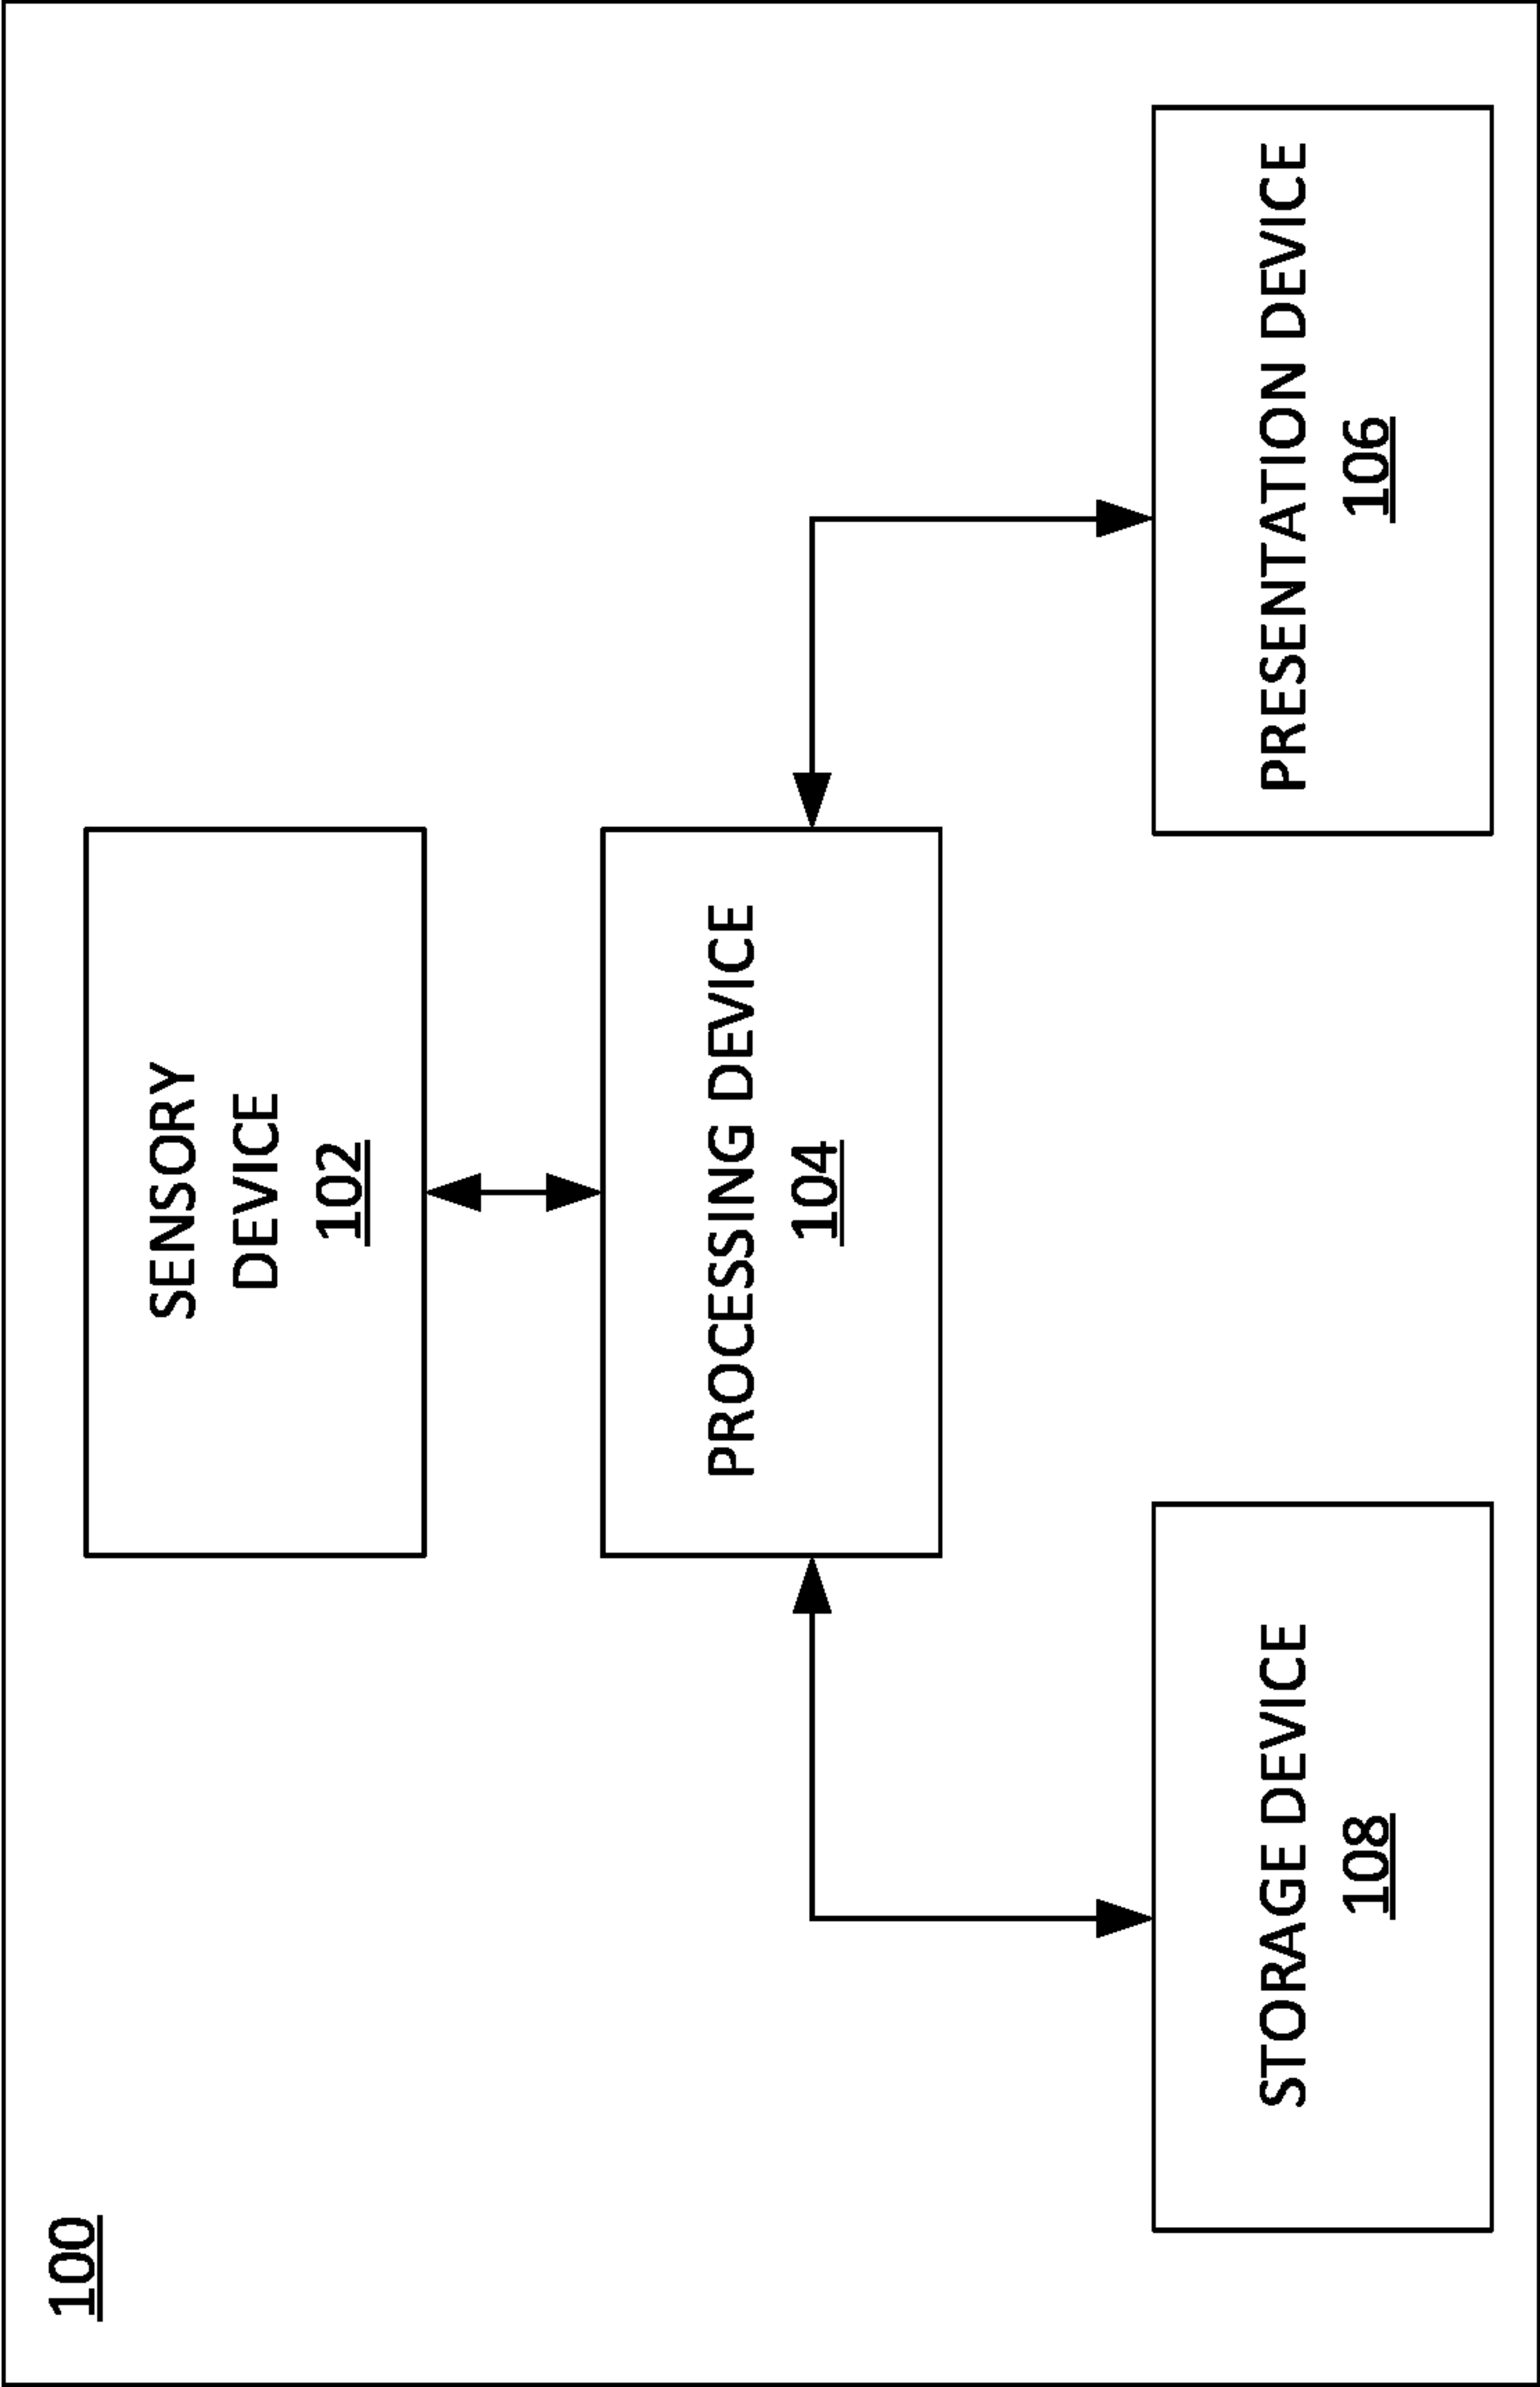 100
SENSORY
DEVICE
102
PROCESSING DEVICE
104
STORAGE DEVICE
108
PRESENTATION DEVICE
106